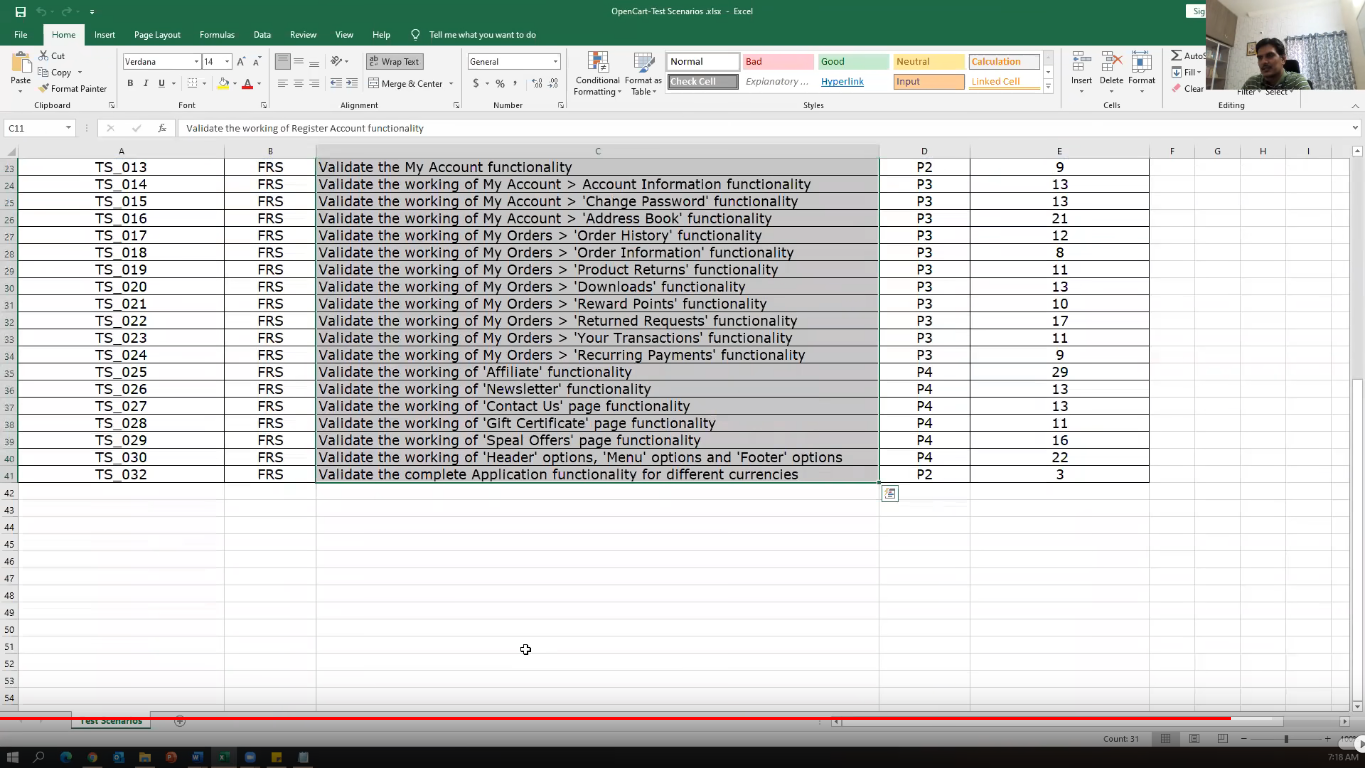 OpenCart-Test Scenarios .xlsx - Excel
Sig
File Home Insert Page Layout Formulas Data Review View Help Tell me what you want to do
Paste
Cut
Copy
Format Painter
Clipboard
Verdana 14
B I U
Font
Wrap Text
Merge & Center
Alignment
General
$ % ,
Number
Conditional Formatting
Format as Table
Normal Bad Good Neutral Calculation
Check Cell Explanatory ... Hyperlink Input Linked Cell
Styles
Insert Delete Format
Cells
AutoS
Fill
Clear
Filter Select
Editing
C11 Validate the working of Register Account functionality
A B C D E F G H I
23 TS_013 FRS Validate the My Account functionality P2 9
24 TS_014 FRS Validate the working of My Account > Account Information functionality P3 13
25 TS_015 FRS Validate the working of My Account > 'Change Password' functionality P3 13
26 TS_016 FRS Validate the working of My Account > 'Address Book' functionality P3 21
27 TS_017 FRS Validate the working of My Orders > 'Order History' functionality P3 12
28 TS_018 FRS Validate the working of My Orders > 'Order Information' functionality P3 8
29 TS_019 FRS Validate the working of My Orders > 'Product Returns' functionality P3 11
30 TS_020 FRS Validate the working of My Orders > 'Downloads' functionality P3 13
31 TS_021 FRS Validate the working of My Orders > 'Reward Points' functionality P3 10
32 TS_022 FRS Validate the working of My Orders > 'Returned Requests' functionality P3 17
33 TS_023 FRS Validate the working of My Orders > 'Your Transactions' functionality P3 11
34 TS_024 FRS Validate the working of My Orders > 'Recurring Payments' functionality P3 9
35 TS_025 FRS Validate the working of 'Affiliate' functionality P4 29
36 TS_026 FRS Validate the working of 'Newsletter' functionality P4 13
37 TS_027 FRS Validate the working of 'Contact Us' page functionality P4 13
38 TS_028 FRS Validate the working of 'Gift Certificate' page functionality P4 11
39 TS_029 FRS Validate the working of 'Speal Offers' page functionality P4 16
40 TS_030 FRS Validate the working of 'Header' options, 'Menu' options and 'Footer' options P4 22
41 TS_032 FRS Validate the complete Application functionality for different currencies P2 3
42
43
44
45
46
47
48
49
50
51
52
53
54
Test Scenarios
Count: 31
7:18 AM